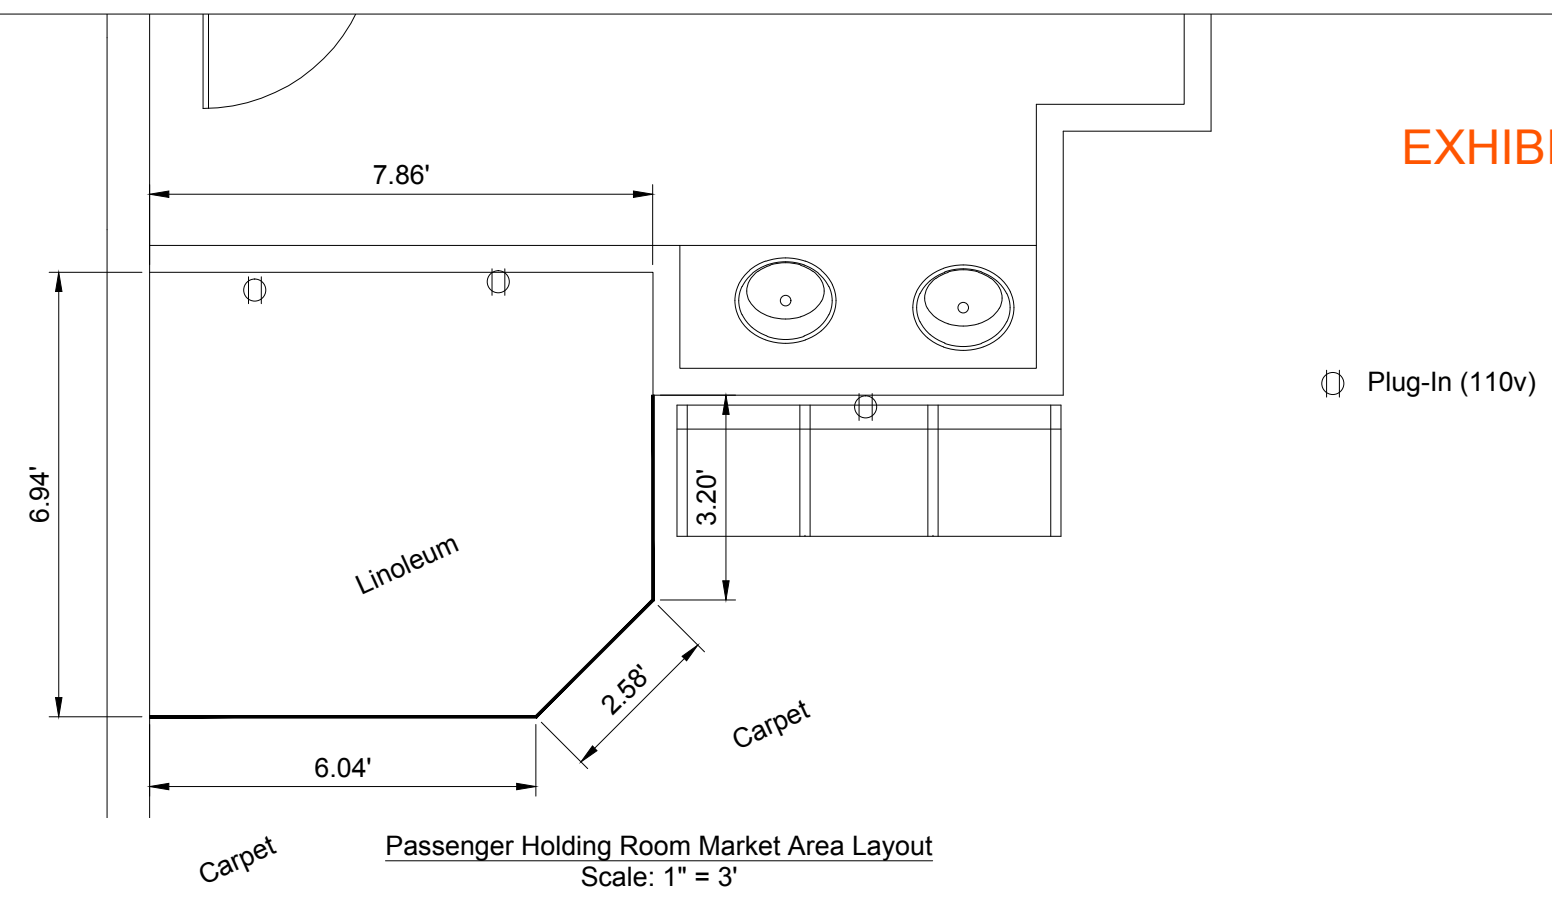 EXHIBI
7.86'
Plug-In (110v)
6.94'
3.20'
Linoleum
2.58'
Carpet
6.04'
Carpet
Passenger Holding Room Market Area Layout
Scale: 1" = 3'